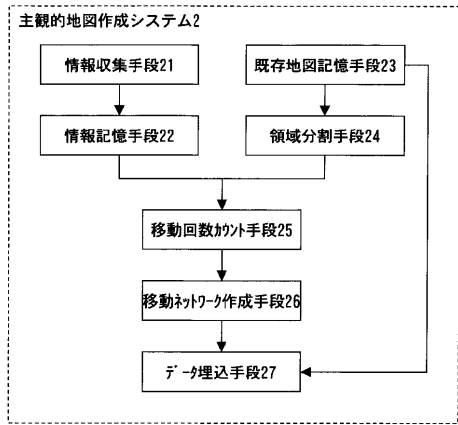 主観的地図作成システム2
情報収集手段21
既存地図記憶手段23
情報記憶手段22
領域分割手段24
移動回数ｶｳﾝﾄ手段25
移動ﾈｯﾄﾜｰｸ作成手段26
ﾃﾞｰﾀ埋込手段27